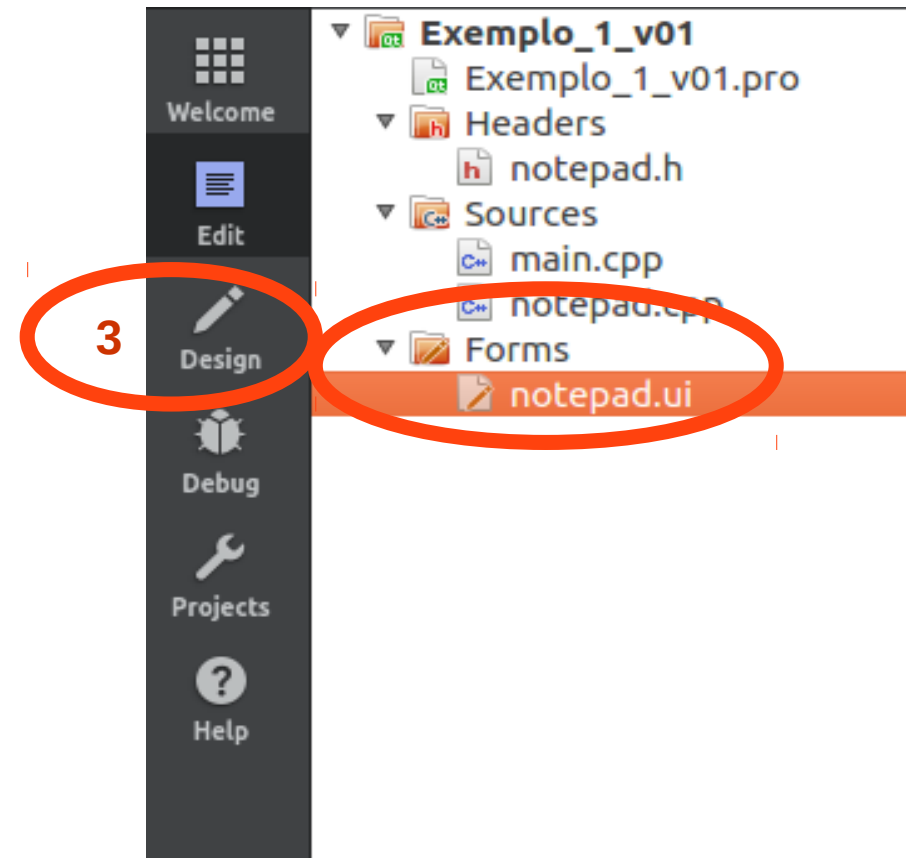 Welcome
Edit
3
Design
Debug
Projects
Help
Exemplo_1_v01
Exemplo_1_v01.pro
Headers
notepad.h
Sources
main.cpp
notepad.cpp
Forms
notepad.ui